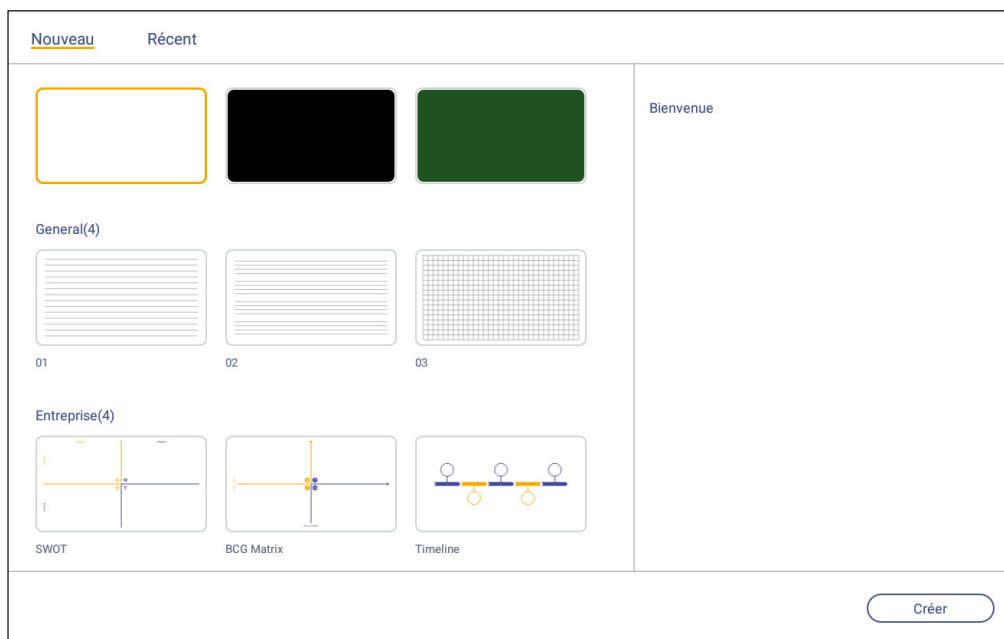 Nouveau Récent
Bienvenue
General(4)
01 02 03
Entreprise(4)
W
T
SWOT BCG Matrix Timeline
Créer